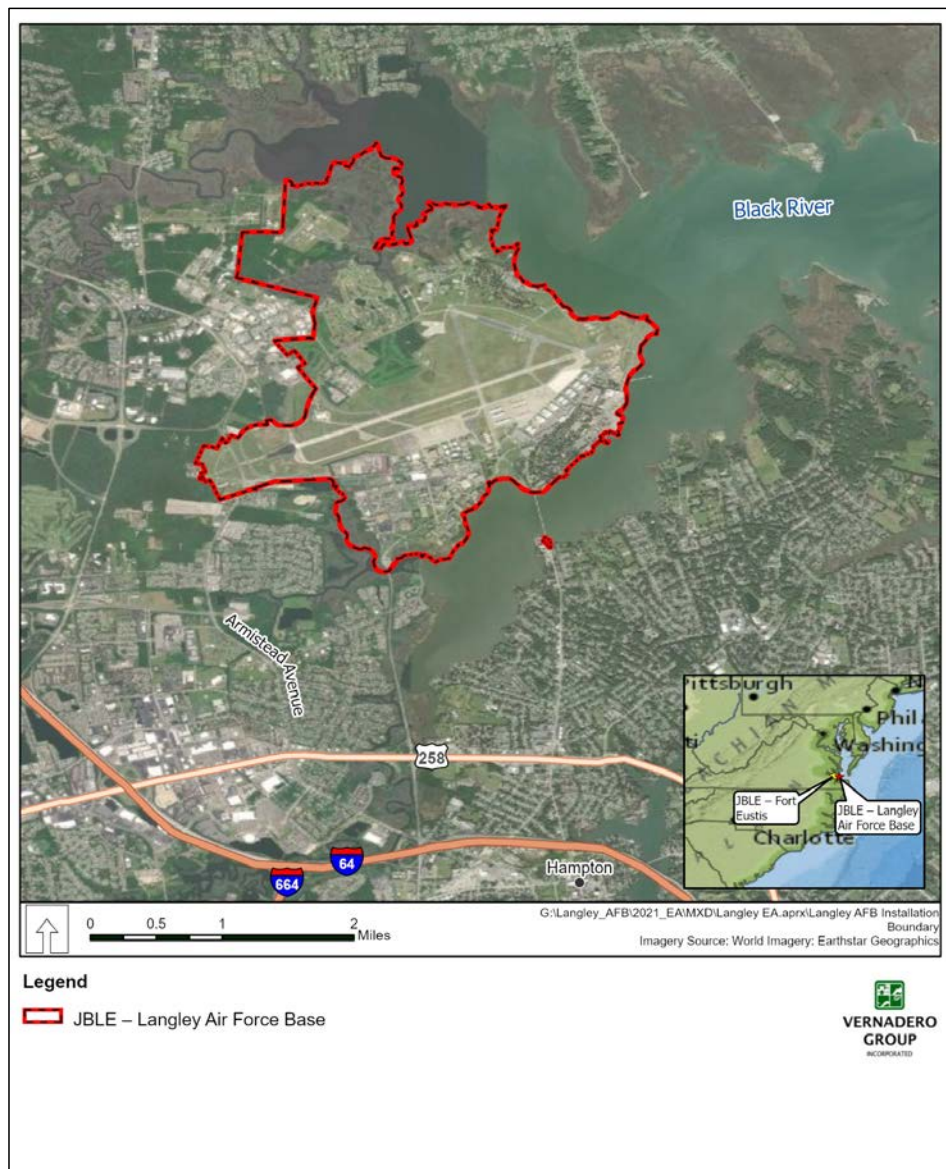 Black River
Armistead Avenue
258
64
664
Hampton
Pittsburgh
Washing
Charlotte
JBLE – Fort
Eustis
JBLE – Langley
Air Force Base
0 0.5 1 2
Miles
G:\Langley_AFB\2021_EA\MXD\Langley EA.aprx\Langley AFB Installation
Boundary
Imagery Source: World Imagery: Earthstar Geographics
Legend
JBLE – Langley Air Force Base
VERNADERO
GROUP
INCORPORATED